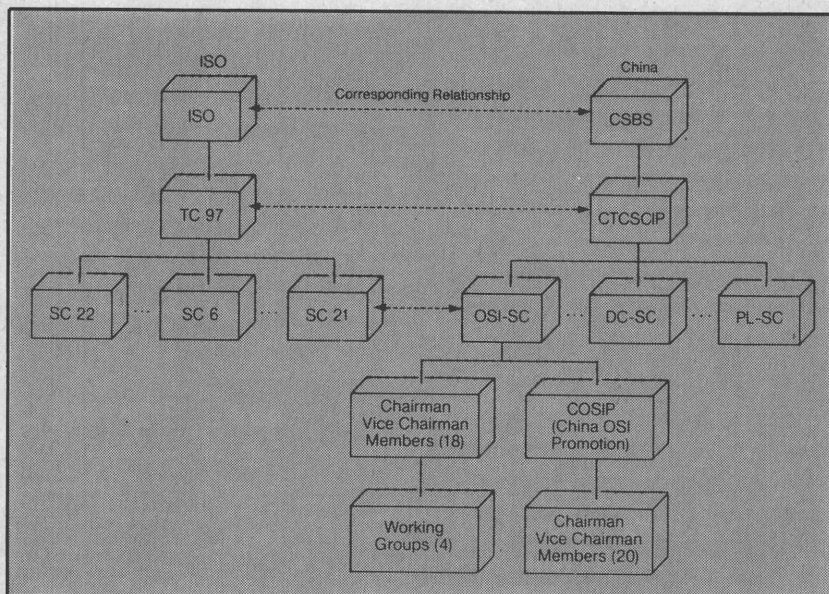 ISO
China
ISO
Corresponding Relationship
CSBS
TC 97
CTCSCIP
SC 22
...
SC 6
...
SC 21
OSI-SC
...
DC-SC
...
PL-SC
Chairman
Vice Chairman
Members (18)
COSIP
(China OSI
Promotion)
Working
Groups (4)
Chairman
Vice Chairman
Members (20)